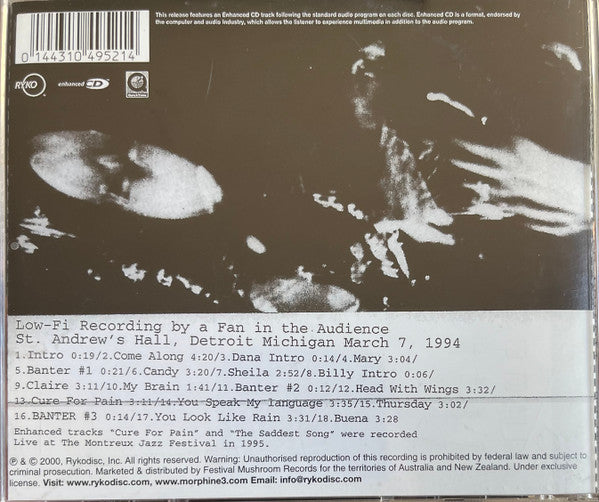 This release features an Enhanced CD track following the standard audio program on each disc. Enhanced CD is a format, endorsed by
the computer and audio industry, which allows the listener to experience multimedia in addition to the audio program.
0 144310 495214
RYKO enhanced CD QuickTime
Low-Fi Recording by a Fan in the Audience
St. Andrew's Hall, Detroit Michigan March 7, 1994
1.Intro 0:19/2.Come Along 4:20/3.Dana Intro 0:14/4.Mary 3:04/
5.Banter #1 0:21/6.Candy 3:20/7.Sheila 2:52/8.Billy Intro 0:06/
9.Claire 3:11/10.My Brain 1:41/11.Banter #2 0:12/12.Head With Wings 3:32/
13.Cure For Pain 3:11/14.You Speak My language 3:35/15.Thursday 3:02/
16.BANTER #3 0:14/17.You Look Like Rain 3:31/18.Buena 3:28
Enhanced tracks "Cure For Pain" and "The Saddest Song" were recorded
Live at The Montreux Jazz Festival in 1995.
℗ & © 2000, Rykodisc, Inc. All rights reserved. Warning: Unauthorised reproduction of this recording is prohibited by federal law and subject to
criminal prosecution. Marketed & distributed by Festival Mushroom Records for the territories of Australia and New Zealand. Under exclusive
license. Visit: www.rykodisc.com, www.morphine3.com Email: info@rykodisc.com